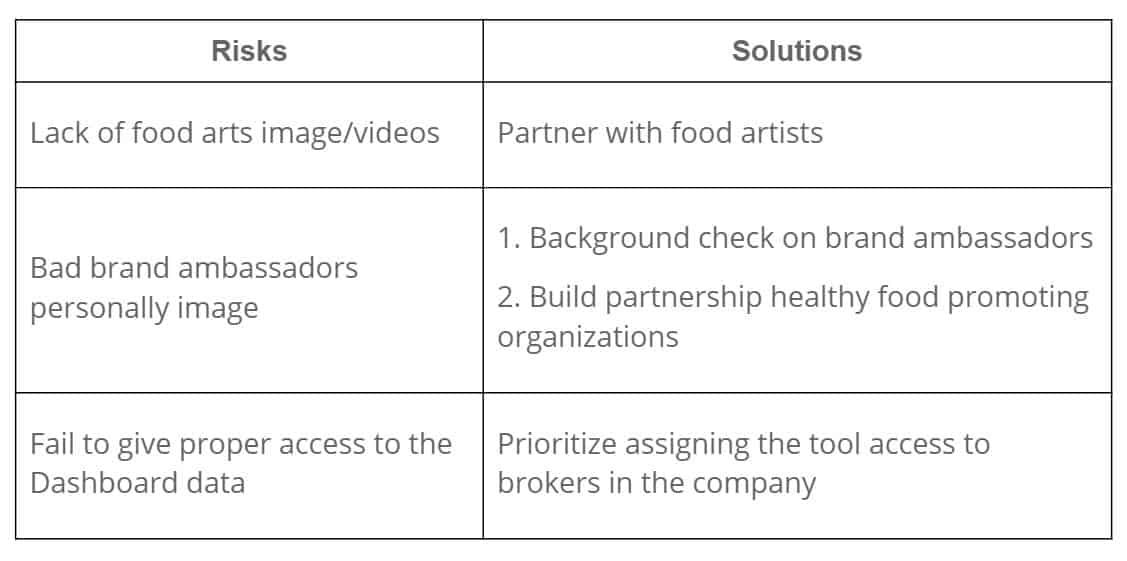 Risks
Solutions
Lack of food arts image/videos
Partner with food artists
Bad brand ambassadors
personally image
1. Background check on brand ambassadors
2. Build partnership healthy food promoting
organizations
Fail to give proper access to the
Dashboard data
Prioritize assigning the tool access to
brokers in the company